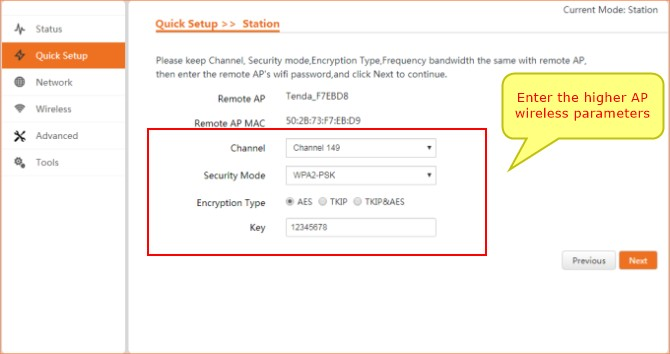 Current Mode: Station
Quick Setup >> Station
Status
Quick Setup
Network
Wireless
Advanced
Tools
Please keep Channel, Security mode,Encryption Type,Frequency bandwidth the same with remote AP,
then enter the remote AP's wifi password,and click Next to continue.
Remote AP Tenda_F7EBD8
Remote AP MAC 50:2B:73:F7:EB:D9
Channel Channel 149
Security Mode WPA2-PSK
Encryption Type AES TKIP TKIP&AES
Key 12345678
Enter the higher AP
wireless parameters
Previous Next